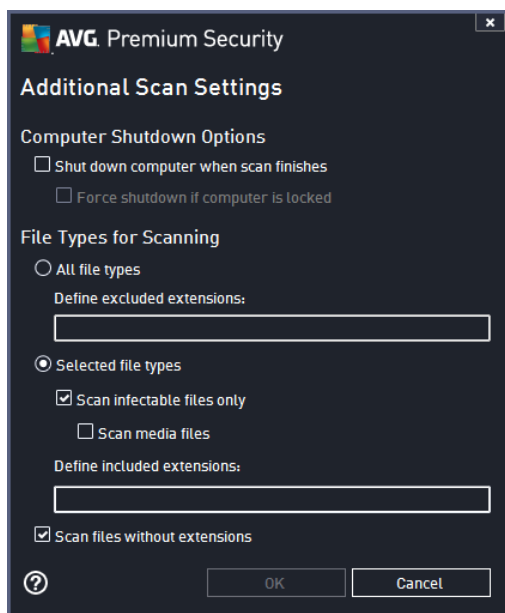 AVG. Premium Security
Additional Scan Settings
Computer Shutdown Options
Shut down computer when scan finishes
Force shutdown if computer is locked
File Types for Scanning
All file types
Define excluded extensions:
Selected file types
Scan infectable files only
Scan media files
Define included extensions:
Scan files without extensions
OK
Cancel